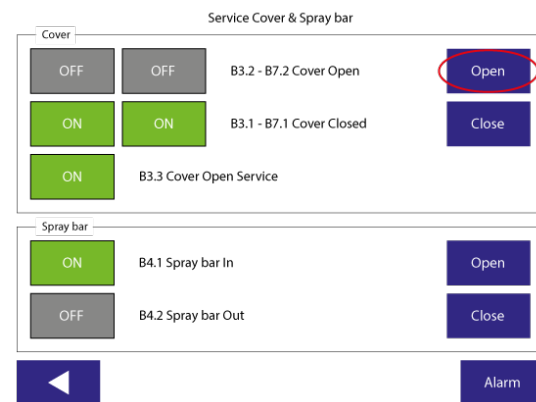 Service Cover & Spray bar
Cover
OFF OFF B3.2 - B7.2 Cover Open Open
ON ON B3.1 - B7.1 Cover Closed Close
ON B3.3 Cover Open Service
Spray bar
ON B4.1 Spray bar In Open
OFF B4.2 Spray bar Out Close
Alarm